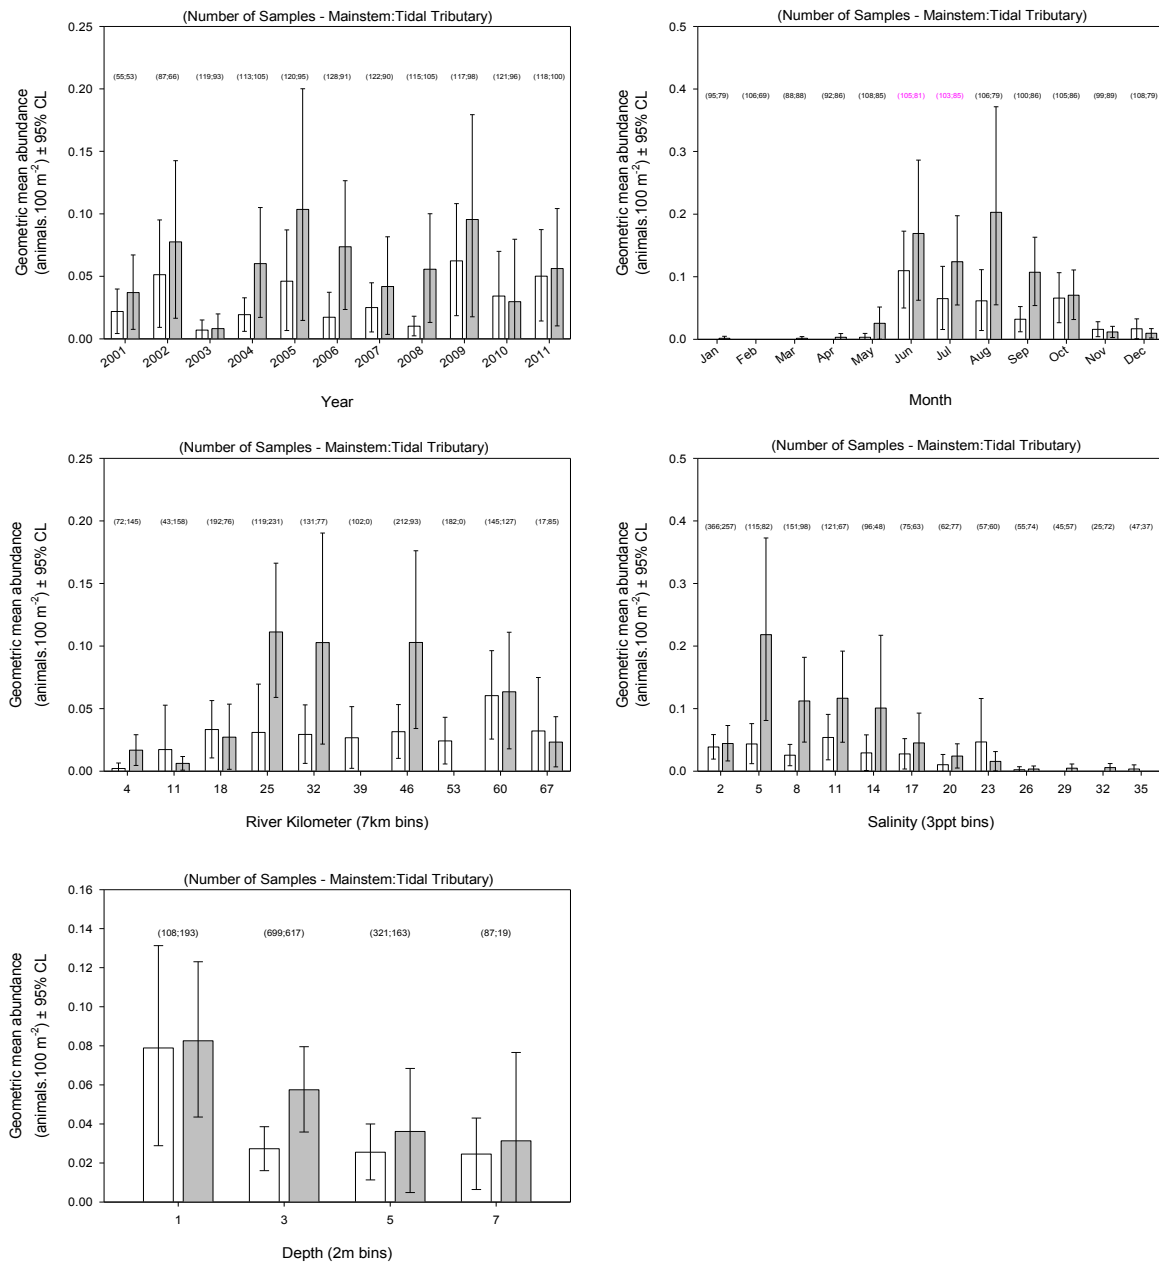 (Number of Samples - Mainstem:Tidal Tributary)
Geometric mean abundance
(animals.100 m⁻²) ± 95% CL
0.25
0.20
0.15
0.10
0.05
0.00
(55;53) (87;66) (119;93) (113;105) (120;95) (128;91) (122;90) (115;105) (117;98) (121;96) (118;100)
2001 2002 2003 2004 2005 2006 2007 2008 2009 2010 2011
Year
(Number of Samples - Mainstem:Tidal Tributary)
Geometric mean abundance
(animals.100 m⁻²) ± 95% CL
0.5
0.4
0.3
0.2
0.1
0.0
(95;79) (106;69) (88;88) (92;86) (108;85) (105;81) (103;85) (106;79) (100;86) (105;86) (99;89) (108;79)
Jan Feb Mar Apr May Jun Jul Aug Sep Oct Nov Dec
Month
(Number of Samples - Mainstem:Tidal Tributary)
Geometric mean abundance
(animals.100 m⁻²) ± 95% CL
0.25
0.20
0.15
0.10
0.05
0.00
(72;145) (43;158) (192;76) (119;231) (131;77) (102;0) (212;93) (182;0) (145;127) (17;85)
4 11 18 25 32 39 46 53 60 67
River Kilometer (7km bins)
(Number of Samples - Mainstem:Tidal Tributary)
Geometric mean abundance
(animals.100 m⁻²) ± 95% CL
0.5
0.4
0.3
0.2
0.1
0.0
(366;257) (115;82) (151;98) (121;67) (96;48) (75;63) (62;77) (57;60) (55;74) (45;57) (25;72) (47;37)
2 5 8 11 14 17 20 23 26 29 32 35
Salinity (3ppt bins)
(Number of Samples - Mainstem:Tidal Tributary)
Geometric mean abundance
(animals.100 m⁻²) ± 95% CL
0.16
0.14
0.12
0.10
0.08
0.06
0.04
0.02
0.00
(108;193) (699;617) (321;163) (87;19)
1 3 5 7
Depth (2m bins)